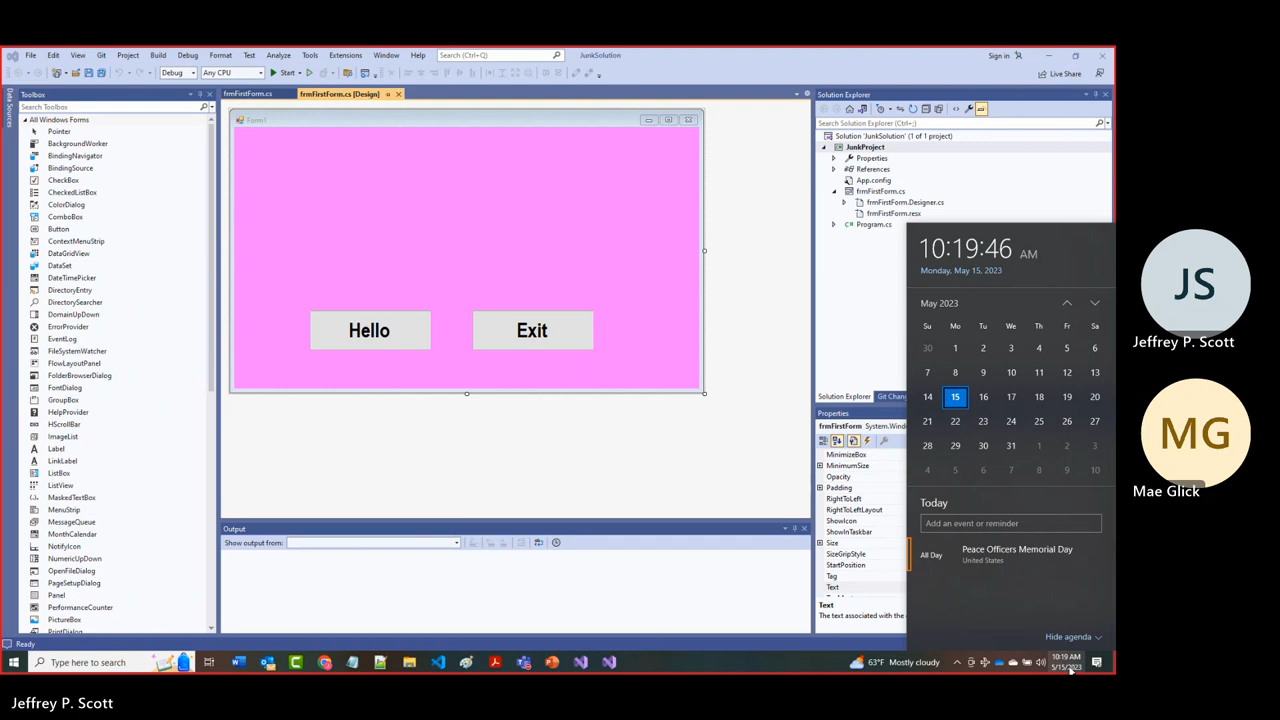 File Edit View Git Project Build Debug Format Test Analyze Tools Extensions Window Help Search (Ctrl+Q) JunkSolution Sign in
Debug Any CPU Start Live Share
Data Sources
Toolbox
Search Toolbox
All Windows Forms
Pointer
BackgroundWorker
BindingNavigator
BindingSource
CheckBox
CheckedListBox
ColorDialog
ComboBox
Button
ContextMenuStrip
DataGridView
DataSet
DateTimePicker
DirectoryEntry
DirectorySearcher
DomainUpDown
ErrorProvider
EventLog
FileSystemWatcher
FlowLayoutPanel
FolderBrowserDialog
FontDialog
GroupBox
HelpProvider
HScrollBar
ImageList
Label
LinkLabel
ListBox
ListView
MaskedTextBox
MenuStrip
MessageQueue
MonthCalendar
NotifyIcon
NumericUpDown
OpenFileDialog
PageSetupDialog
Panel
PerformanceCounter
PictureBox
PrintDialog
frmFirstForm.cs frmFirstForm.cs [Design]
Form1
Hello Exit
Output
Show output from:
Solution Explorer
Search Solution Explorer (Ctrl+;)
Solution 'JunkSolution' (1 of 1 project)
JunkProject
Properties
References
App.config
frmFirstForm.cs
frmFirstForm.Designer.cs
frmFirstForm.resx
Program.cs
Solution Explorer Git Chang
Properties
frmFirstForm System.Wind
MinimizeBox
MinimumSize
Opacity
Padding
RightToLeft
RightToLeftLayout
ShowIcon
ShowInTaskbar
Size
SizeGripStyle
StartPosition
Tag
Text
Text
The text associated with the
10:19:46 AM
Monday, May 15, 2023
May 2023
Su Mo Tu We Th Fr Sa
30 1 2 3 4 5 6
7 8 9 10 11 12 13
14 15 16 17 18 19 20
21 22 23 24 25 26 27
28 29 30 31 1 2 3
4 5 6 7 8 9 10
Today
Add an event or reminder
All Day Peace Officers Memorial Day
United States
Hide agenda
Ready
Type here to search
63°F Mostly cloudy
10:19 AM
5/15/2023
JS
Jeffrey P. Scott
MG
Mae Glick
Jeffrey P. Scott